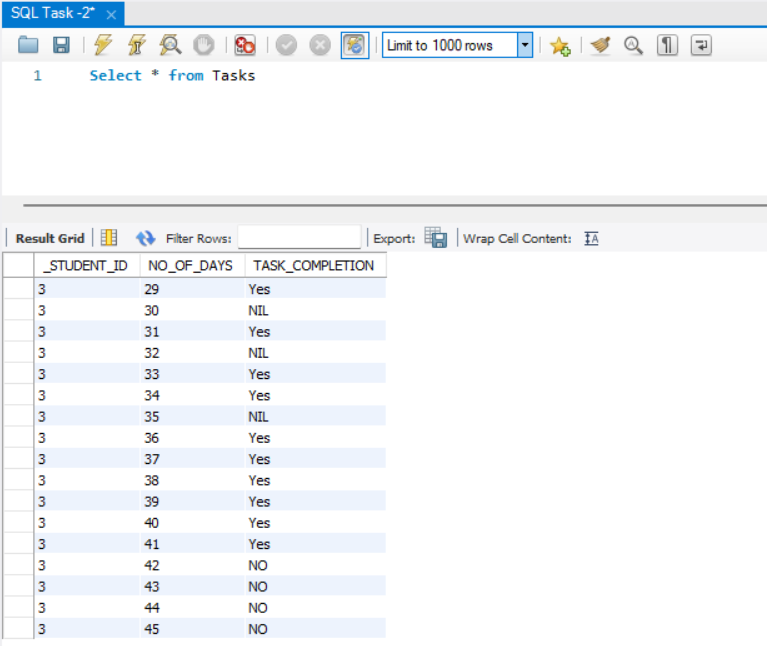 SQL Task -2*
Limit to 1000 rows
1 Select * from Tasks
Result Grid Filter Rows: Export: Wrap Cell Content:
_STUDENT_ID NO_OF_DAYS TASK_COMPLETION
3 29 Yes
3 30 NIL
3 31 Yes
3 32 NIL
3 33 Yes
3 34 Yes
3 35 NIL
3 36 Yes
3 37 Yes
3 38 Yes
3 39 Yes
3 40 Yes
3 41 Yes
3 42 NO
3 43 NO
3 44 NO
3 45 NO